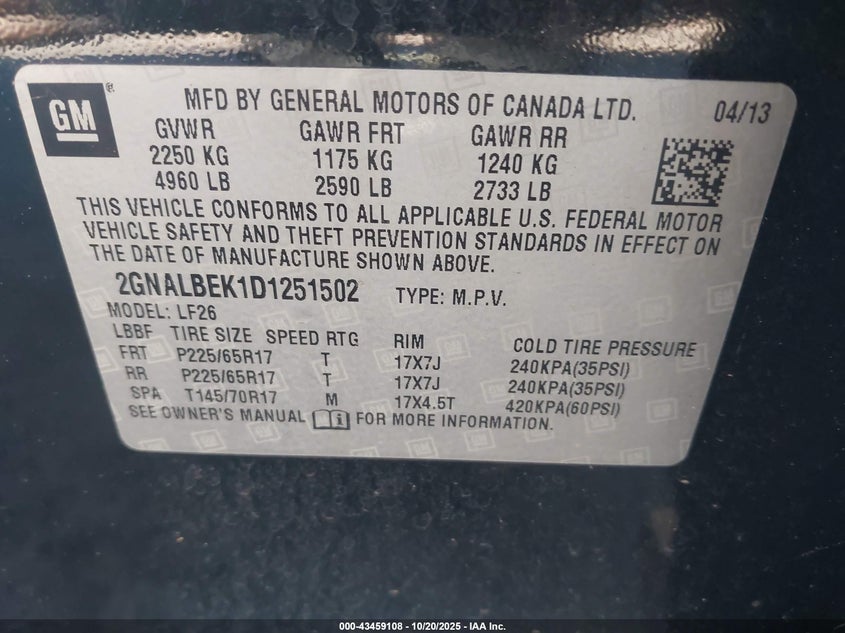 GM ®
MFD BY GENERAL MOTORS OF CANADA LTD. 04/13
GVWR GAWR FRT GAWR RR
2250 KG 1175 KG 1240 KG
4960 LB 2590 LB 2733 LB
THIS VEHICLE CONFORMS TO ALL APPLICABLE U.S. FEDERAL MOTOR
VEHICLE SAFETY AND THEFT PREVENTION STANDARDS IN EFFECT ON
THE DATE OF MANUFACTURE SHOWN ABOVE.
2GNALBEK1D1251502 TYPE: M.P.V.
MODEL: LF26
LBBF TIRE SIZE SPEED RTG RIM COLD TIRE PRESSURE
FRT P225/65R17 T 17X7J 240KPA(35PSI)
RR P225/65R17 T 17X7J 240KPA(35PSI)
SPA T145/70R17 M 17X4.5T 420KPA(60PSI)
SEE OWNER'S MANUAL FOR MORE INFORMATION.
000-43459108 - 10/20/2025 - IAA Inc.